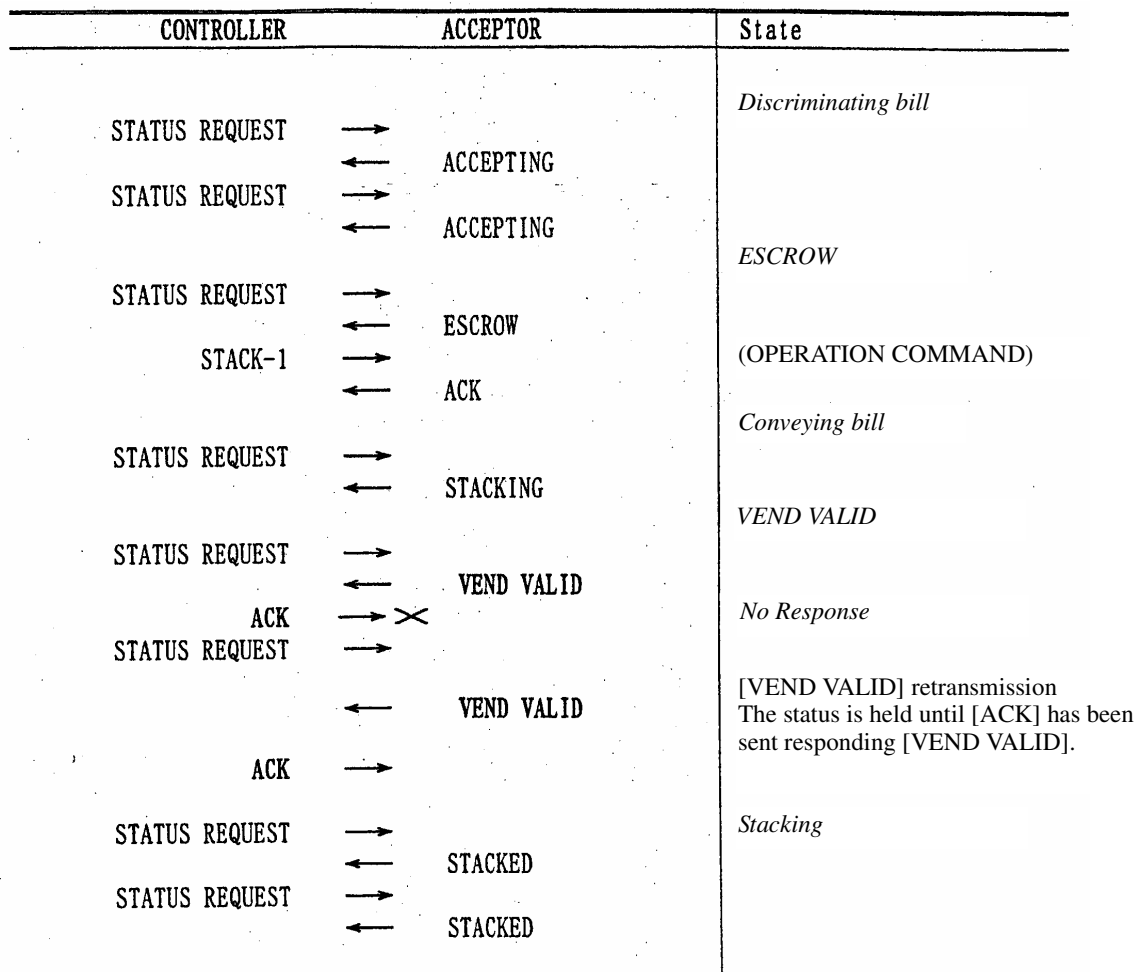 CONTROLLER ACCEPTOR State
Discriminating bill
STATUS REQUEST →
← ACCEPTING
STATUS REQUEST →
← ACCEPTING
ESCROW
STATUS REQUEST →
← ESCROW
STACK-1 → (OPERATION COMMAND)
← ACK
Conveying bill
STATUS REQUEST →
← STACKING
VEND VALID
STATUS REQUEST →
← VEND VALID
ACK →× No Response
STATUS REQUEST →
[VEND VALID] retransmission
← VEND VALID The status is held until [ACK] has been
sent responding [VEND VALID].
ACK →
Stacking
STATUS REQUEST →
← STACKED
STATUS REQUEST →
← STACKED